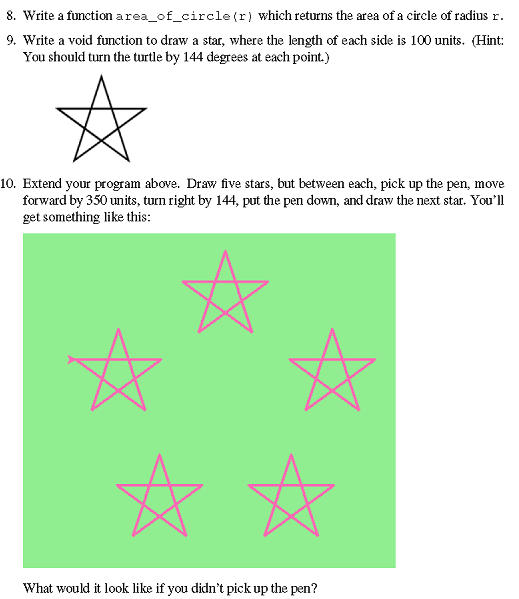 8. Write a function area_of_circle(r) which returns the area of a circle of radius r.
9. Write a void function to draw a star, where the length of each side is 100 units. (Hint:
You should turn the turtle by 144 degrees at each point.)
10. Extend your program above. Draw five stars, but between each, pick up the pen, move
forward by 350 units, turn right by 144, put the pen down, and draw the next star. You'll
get something like this:
What would it look like if you didn't pick up the pen?